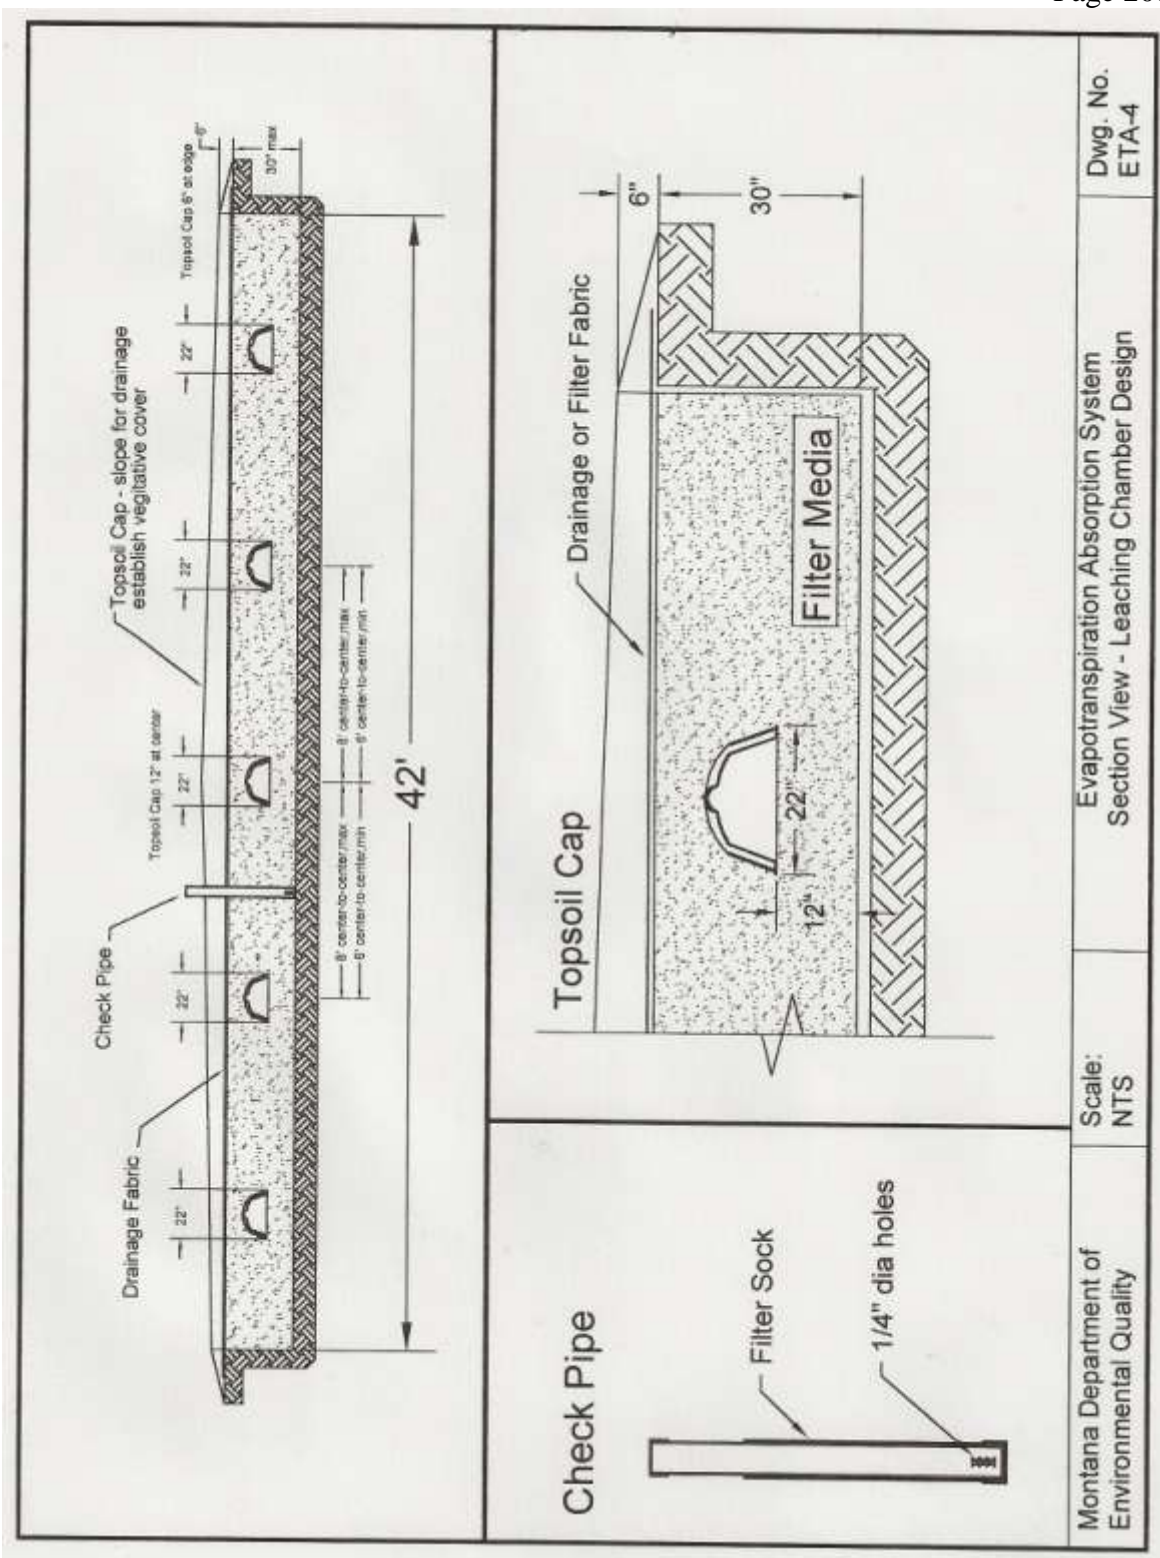 Page
Drainage Fabric
Check Pipe
Topsoil Cap 12" at center
Topsoil Cap - slope for drainage
establish vegitative cover
Topsoil Cap 6" at edge
6"
30" max
22"
22"
22"
22"
22"
8' center-to-center,max
8' center-to-center,max
6' center-to-center,min
6' center-to-center,min
42'
Check Pipe
Filter Sock
1/4" dia holes
Topsoil Cap
Drainage or Filter Fabric
6"
30"
Filter Media
22"
12"
Montana Department of
Environmental Quality
Scale:
NTS
Evapotranspiration Absorption System
Section View - Leaching Chamber Design
Dwg. No.
ETA-4